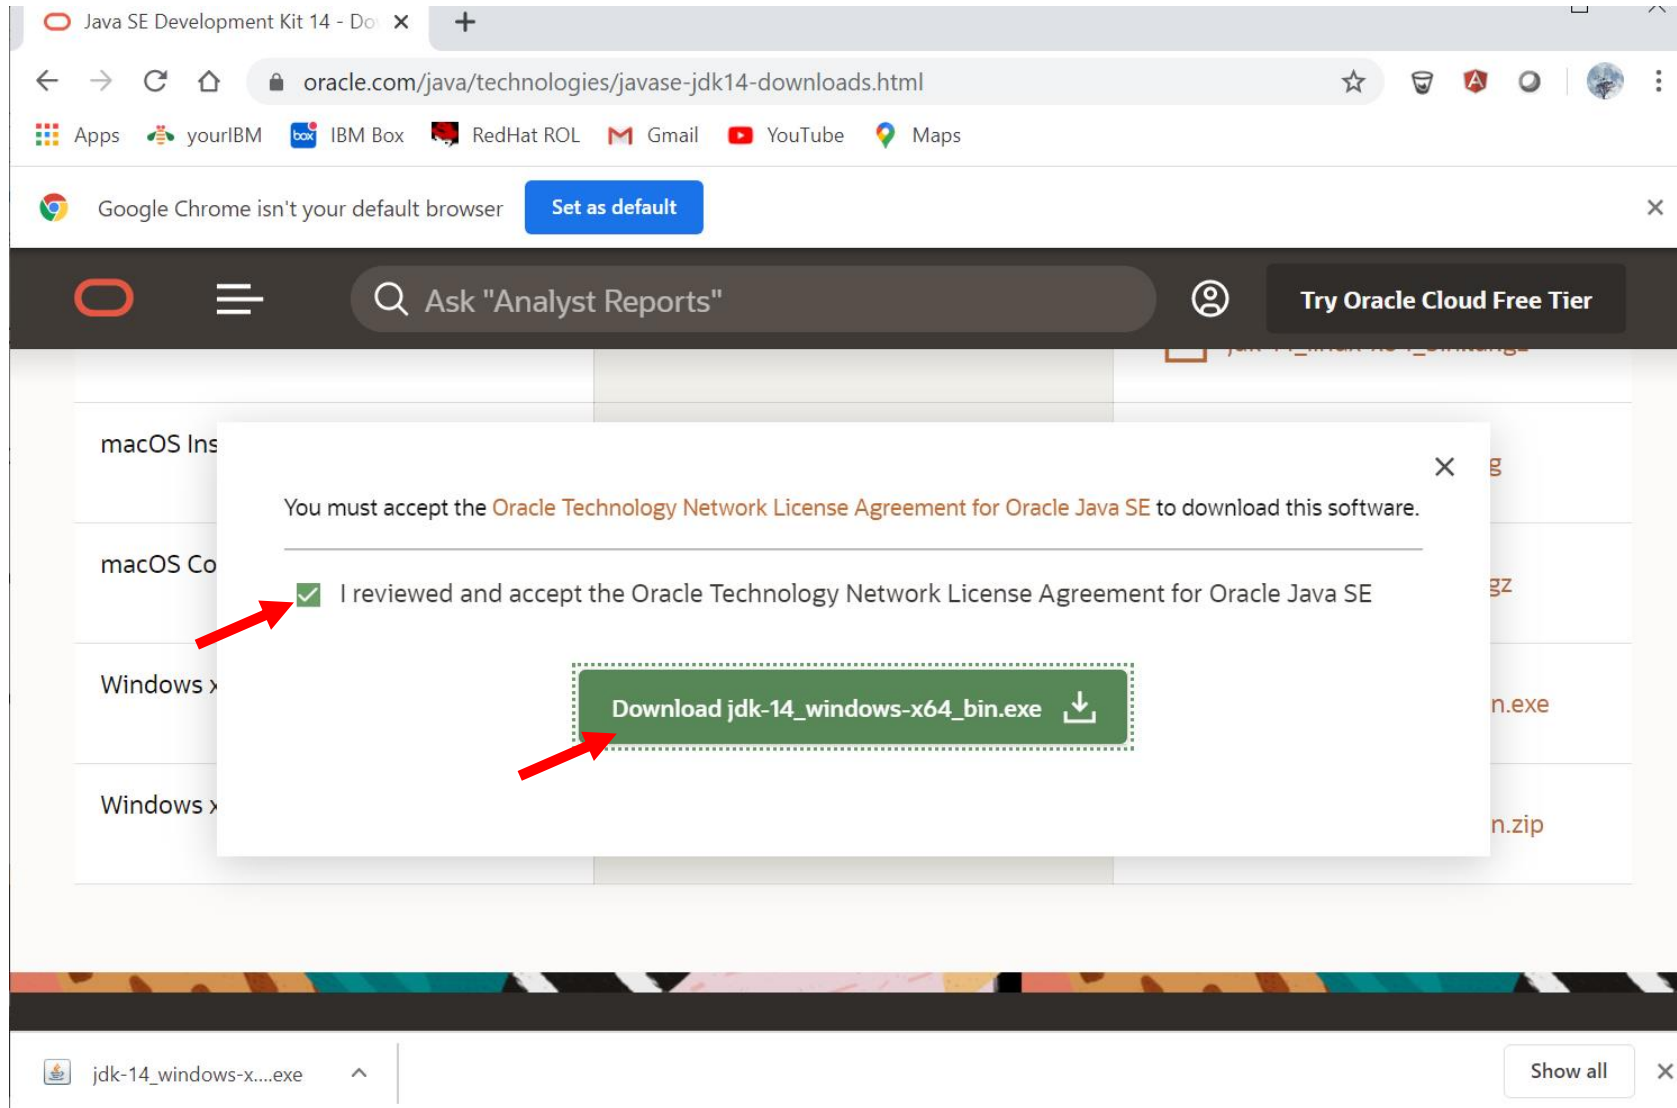 Java SE Development Kit 14 - Do
oracle.com/java/technologies/javase-jdk14-downloads.html
Apps yourIBM box IBM Box RedHat ROL Gmail YouTube Maps
Google Chrome isn't your default browser Set as default
Ask "Analyst Reports" Try Oracle Cloud Free Tier
macOS Ins g
You must accept the Oracle Technology Network License Agreement for Oracle Java SE to download this software.
macOS Co gz
I reviewed and accept the Oracle Technology Network License Agreement for Oracle Java SE
Windows x n.exe
Download jdk-14_windows-x64_bin.exe
Windows x n.zip
jdk-14_windows-x....exe Show all